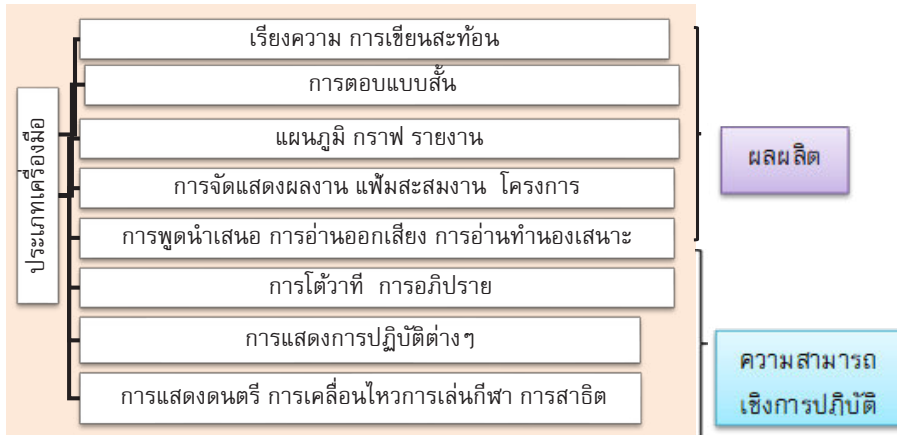 ประเภทเครื่องมือ
เรียงความ การเขียนสะท้อน
การตอบแบบสั้น
แผนภูมิ กราฟ รายงาน
การจัดแสดงผลงาน แฟ้มสะสมงาน โครงการ
การพูดนำเสนอ การอ่านออกเสียง การอ่านทำนองเสนาะ
การโต้วาที การอภิปราย
การแสดงการปฏิบัติต่างๆ
การแสดงดนตรี การเคลื่อนไหวการเล่นกีฬา การสาธิต
ผลผลิต
ความสามารถ
เชิงการปฏิบัติ